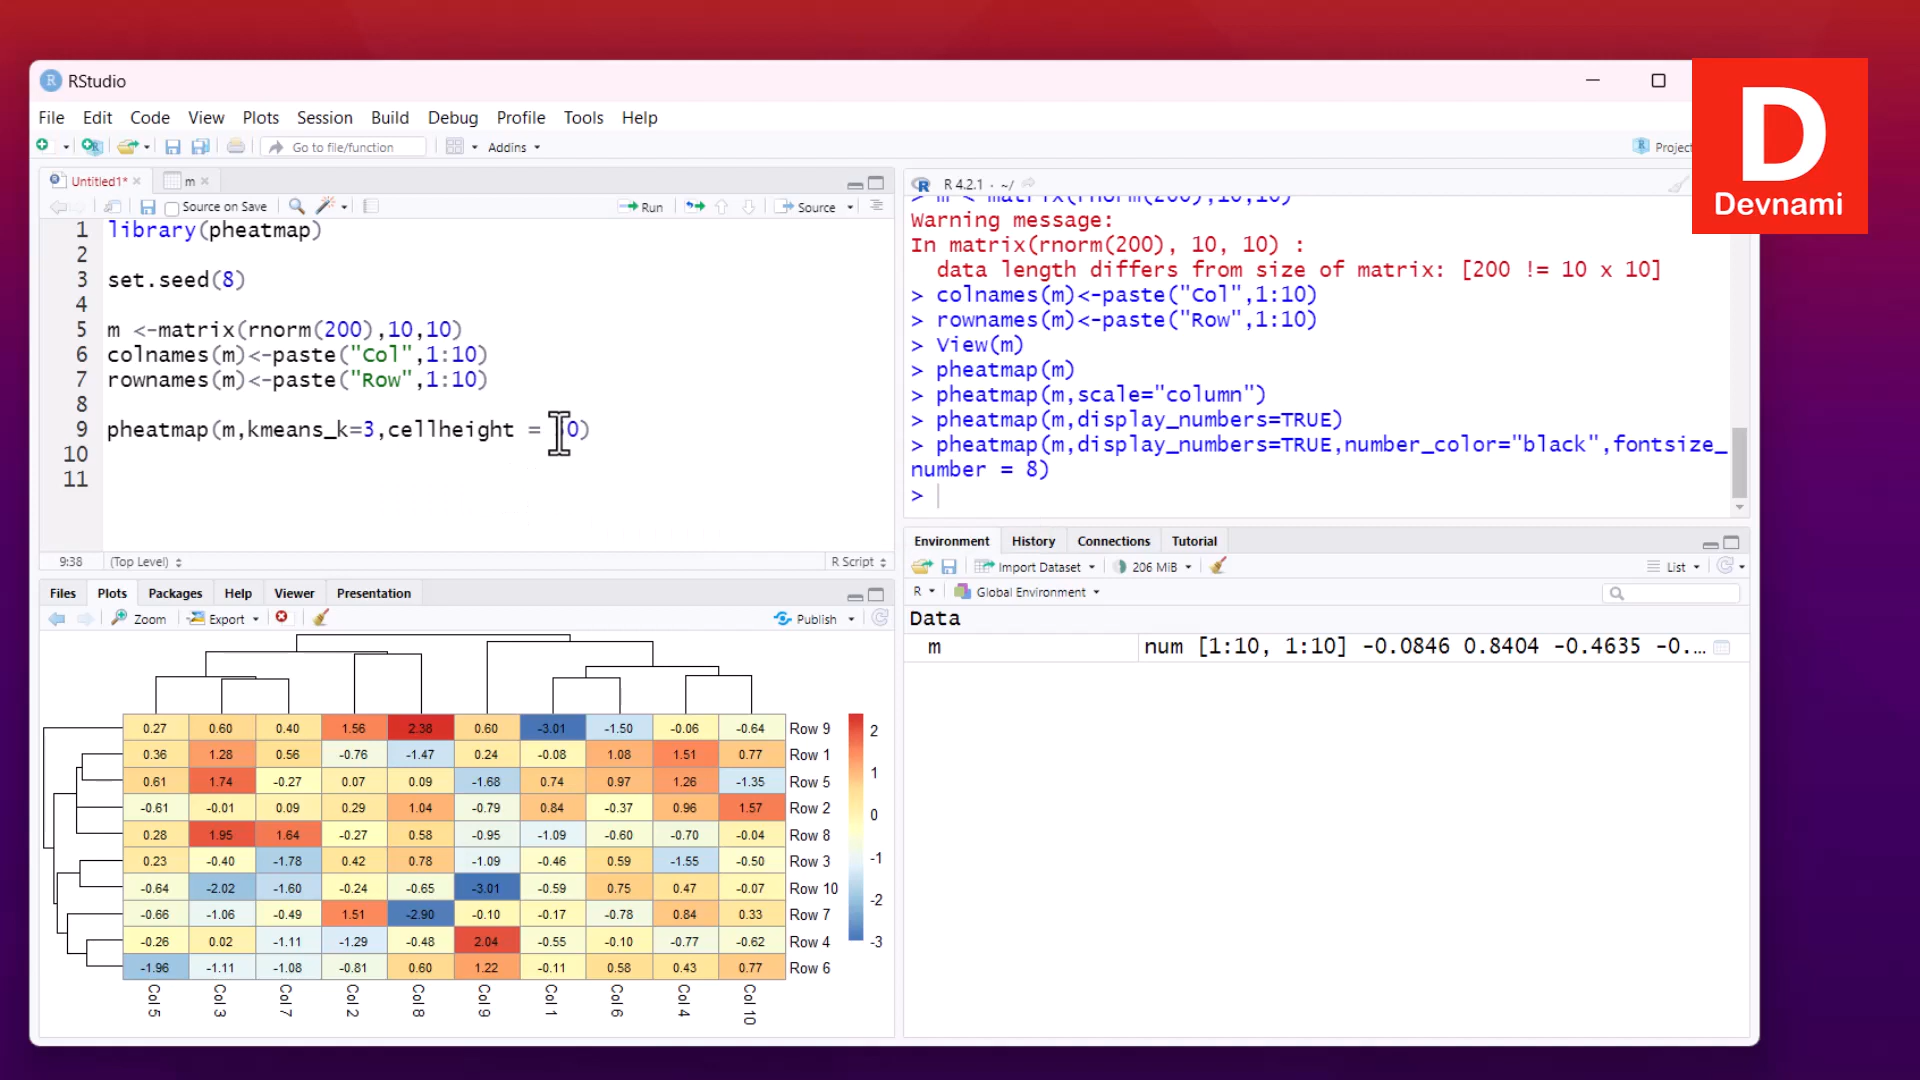 RStudio
File Edit Code View Plots Session Build Debug Profile Tools Help
Go to file/function Addins Project
D
Devnami
Untitled1* m
Source on Save Run Source
1 library(pheatmap)
2
3 set.seed(8)
4
5 m <-matrix(rnorm(200),10,10)
6 colnames(m)<-paste("Col",1:10)
7 rownames(m)<-paste("Row",1:10)
8
9 pheatmap(m,kmeans_k=3,cellheight = 0)
10
11
9:38 (Top Level) R Script
R 4.2.1 · ~/
> m <-matrix(rnorm(200),10,10)
Warning message:
In matrix(rnorm(200), 10, 10) :
data length differs from size of matrix: [200 != 10 x 10]
> colnames(m)<-paste("Col",1:10)
> rownames(m)<-paste("Row",1:10)
> View(m)
> pheatmap(m)
> pheatmap(m,scale="column")
> pheatmap(m,display_numbers=TRUE)
> pheatmap(m,display_numbers=TRUE,number_color="black",fontsize_
number = 8)
>
Environment History Connections Tutorial
Import Dataset 206 MiB List
R Global Environment
Data
m num [1:10, 1:10] -0.0846 0.8404 -0.4635 -0....
Files Plots Packages Help Viewer Presentation
Zoom Export Publish
0.27 0.60 0.40 1.56 2.38 0.60 -3.01 -1.50 -0.06 -0.64 Row 9
0.36 1.28 0.56 -0.76 -1.47 0.24 -0.08 1.08 1.51 0.77 Row 1
0.61 1.74 -0.27 0.07 0.09 -1.68 0.74 0.97 1.26 -1.35 Row 5
-0.61 -0.01 0.09 0.29 1.04 -0.79 0.84 -0.37 0.96 1.57 Row 2
0.28 1.95 1.64 -0.27 0.58 -0.95 -1.09 -0.60 -0.70 -0.04 Row 8
0.23 -0.40 -1.78 0.42 0.78 -1.09 -0.46 0.59 -1.55 -0.50 Row 3
-0.64 -2.02 -1.60 -0.24 -0.65 -3.01 -0.59 0.75 0.47 -0.07 Row 10
-0.66 -1.06 -0.49 1.51 -2.90 -0.10 -0.17 -0.78 0.84 0.33 Row 7
-0.26 0.02 -1.11 -1.29 -0.48 2.04 -0.55 -0.10 -0.77 -0.62 Row 4
-1.96 -1.11 -1.08 -0.81 0.60 1.22 -0.11 0.58 0.43 0.77 Row 6
Col 5 Col 3 Col 7 Col 2 Col 8 Col 9 Col 1 Col 6 Col 4 Col 10
2
1
0
-1
-2
-3